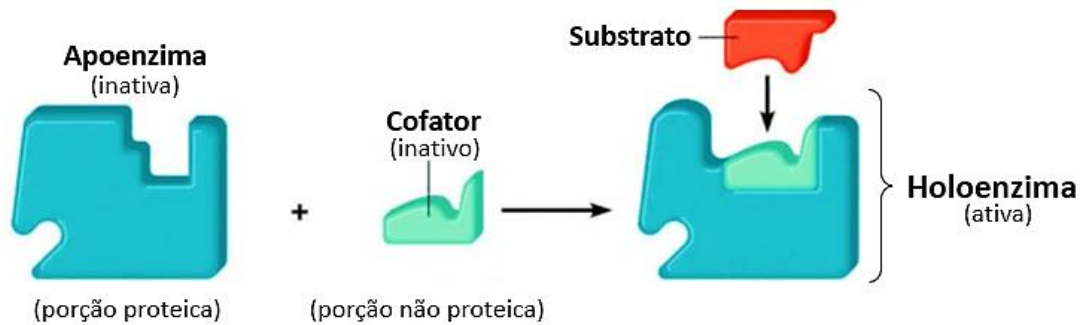 Apoenzima
(inativa)
(porção proteica)
+
Cofator
(inativo)
(porção não proteica)
Substrato
Holoenzima
(ativa)